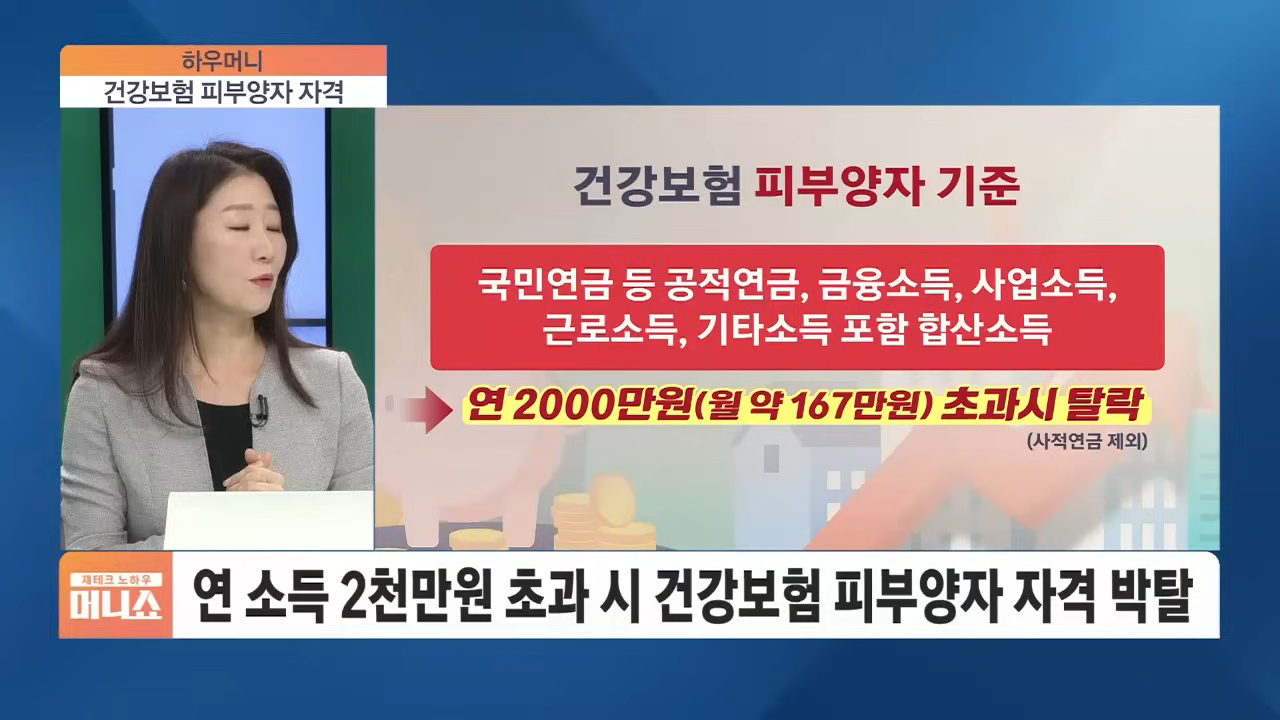 하우머니
건강보험 피부양자 자격
건강보험 피부양자 기준
국민연금 등 공적연금, 금융소득, 사업소득,
근로소득, 기타소득 포함 합산소득
연 2000만원(월 약 167만원) 초과시 탈락
(사적연금 제외)
재테크 노하우
머니쇼
연 소득 2천만원 초과 시 건강보험 피부양자 자격 박탈